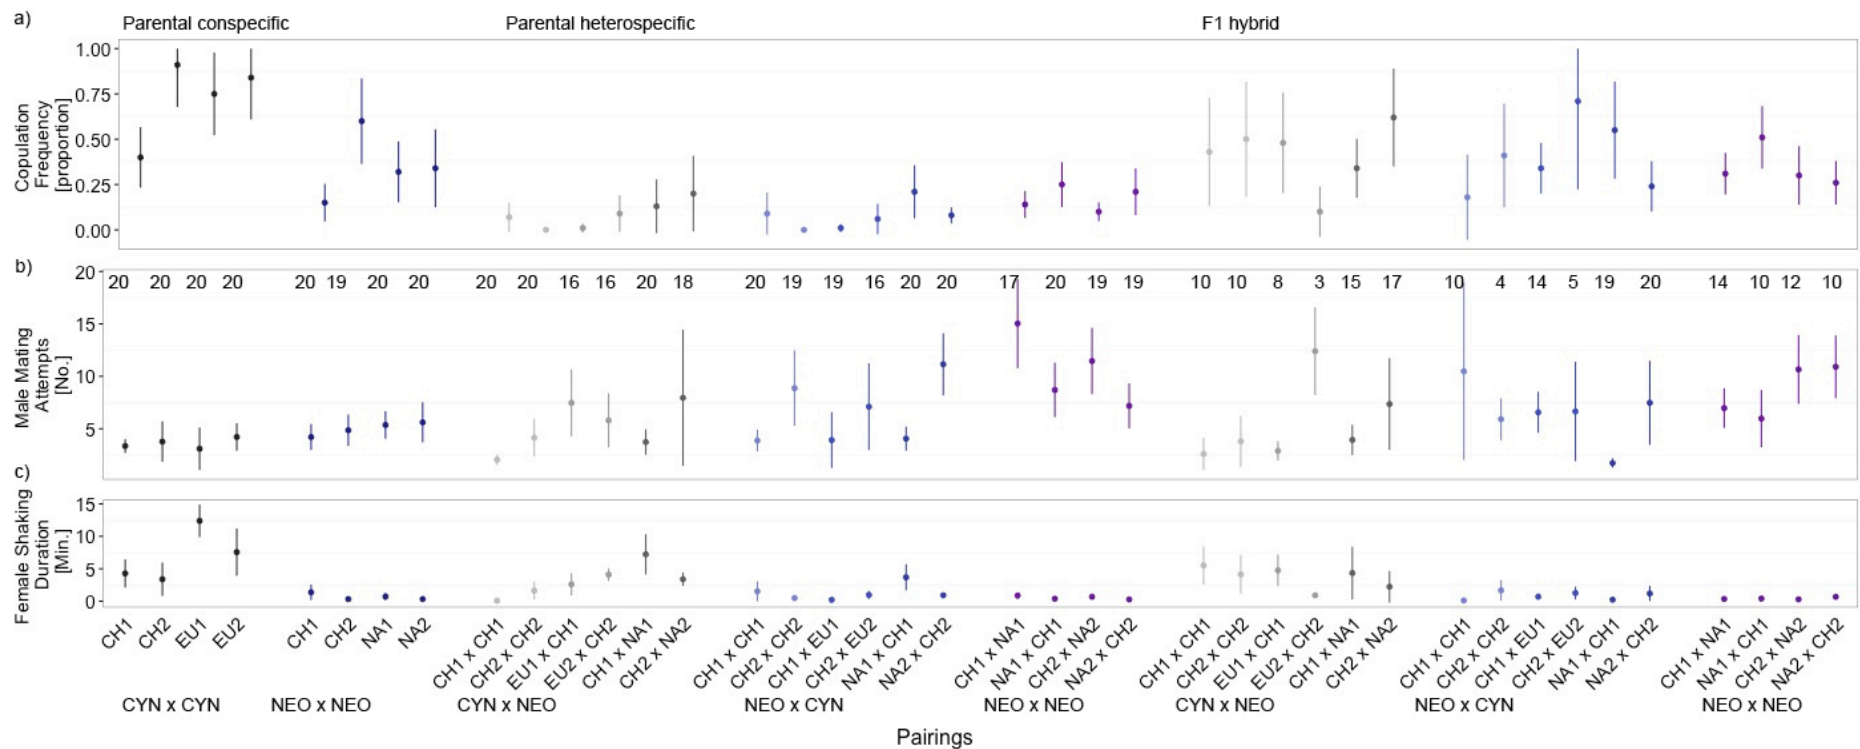 a)
Parental conspecific Parental heterospecific F1 hybrid
Copulation
Frequency
[proportion]
1.00
0.75
0.50
0.25
0.00
b)
Male Mating
Attempts
[No.]
20
15
10
5
20 20 20 20 20 19 20 20 20 20 16 16 20 18 20 19 19 16 20 20 17 20 19 19 10 10 8 3 15 17 10 4 14 5 19 20 14 10 12 10
c)
Female Shaking
Duration
[Min.]
15
10
5
0
CH1 CH2 EU1 EU2 CH1 CH2 NA1 NA2 CH1 x CH1 CH2 x CH2 EU1 x CH1 EU2 x CH2 CH1 x NA1 CH2 x NA2 CH1 x CH1 CH2 x CH2 CH1 x EU1 CH2 x EU2 NA1 x CH1 NA2 x CH2 CH1 x NA1 NA1 x CH1 CH2 x NA2 NA2 x CH2 CH1 x CH1 CH2 x CH2 EU1 x CH1 EU2 x CH2 CH1 x NA1 CH2 x NA2 CH1 x CH1 CH2 x CH2 CH1 x EU1 CH2 x EU2 NA1 x CH1 NA2 x CH2 CH1 x NA1 NA1 x CH1 CH2 x NA2 NA2 x CH2
CYN x CYN NEO x NEO CYN x NEO NEO x CYN NEO x NEO CYN x NEO NEO x CYN NEO x NEO
Pairings